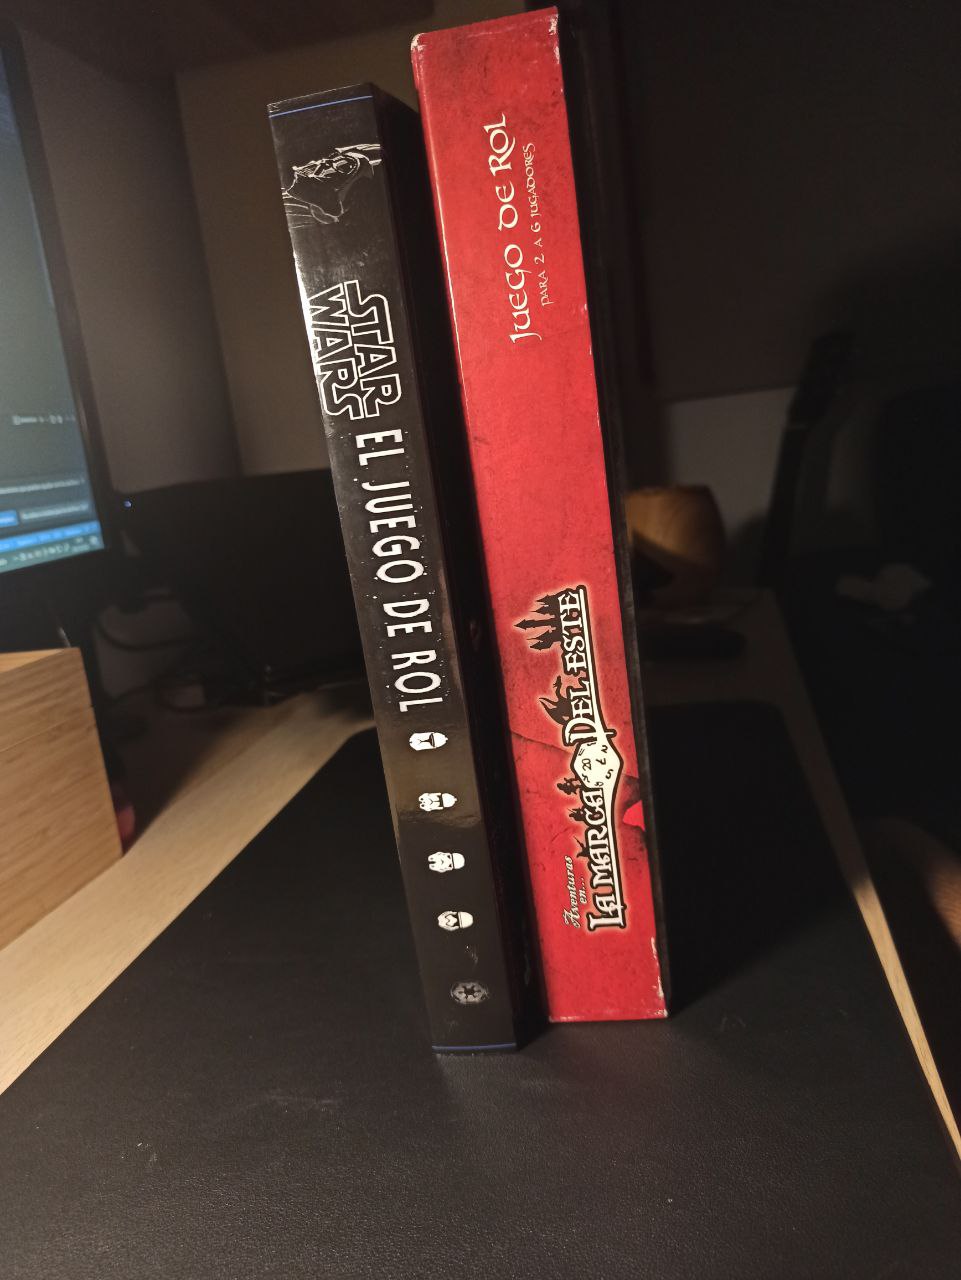 STAR
WARS
EL JUEGO DE ROL
JUEGO DE ROL
PARA 2 A 6 JUGADORES
Aventuras
en...
LA MARCA
20
DEL ESTE